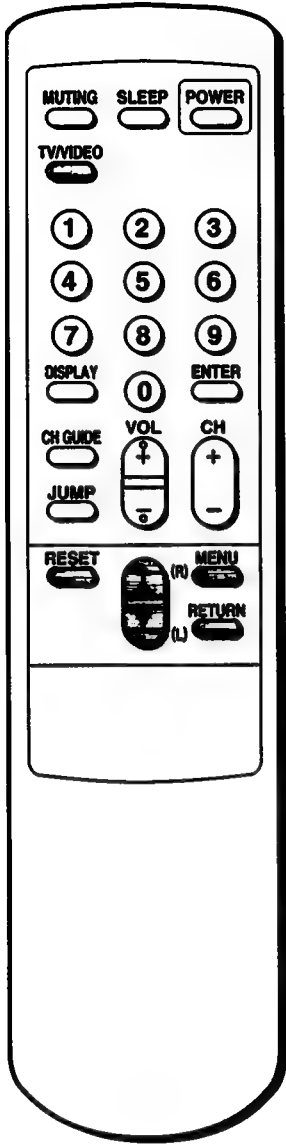 MUTING SLEEP POWER
TV/VIDEO
1 2 3
4 5 6
7 8 9
DISPLAY 0 ENTER
CH GUIDE VOL CH
+ +
JUMP - -
RESET (R) MENU
(L) RETURN